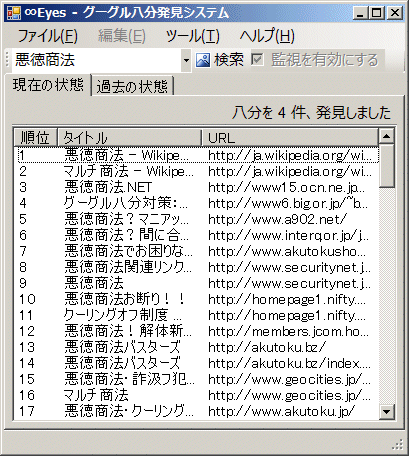 ∞Eyes - グーグル八分発見システム
ファイル(F) 編集(E) ツール(T) ヘルプ(H)
悪徳商法 検索 監視を有効にする
現在の状態 過去の状態
八分を 4 件、発見しました
順位 タイトル URL
1 悪徳商法 - Wikipe... http://ja.wikipedia.org/wi...
2 マルチ商法 - Wikipe... http://ja.wikipedia.org/wi...
3 悪徳商法.NET http://www15.ocn.ne.jp...
4 グーグル八分対策:... http://www6.big.or.jp/~b...
5 悪徳商法?マニアッ... http://www.a902.net/
6 悪徳商法?間に合... http://www.interq.or.jp/j...
7 悪徳商法でお困りな... http://www.akutokusho...
8 悪徳商法関連リンク... http://www.securitynet.j...
9 悪徳商法 http://www.securitynet.j...
10 悪徳商法お断り!! http://homepage1.nifty...
11 クーリングオフ制度 ... http://homepage1.nifty...
12 悪徳商法!解体新... http://members.jcom.ho...
13 悪徳商法バスターズ http://akutoku.bz/
14 悪徳商法バスターズ http://akutoku.bz/index....
15 悪徳商法・詐汲フ犯... http://www.geocities.jp/...
16 マルチ商法 http://www.geocities.jp/...
17 悪徳商法・クーリング... http://www.akutoku.jp/